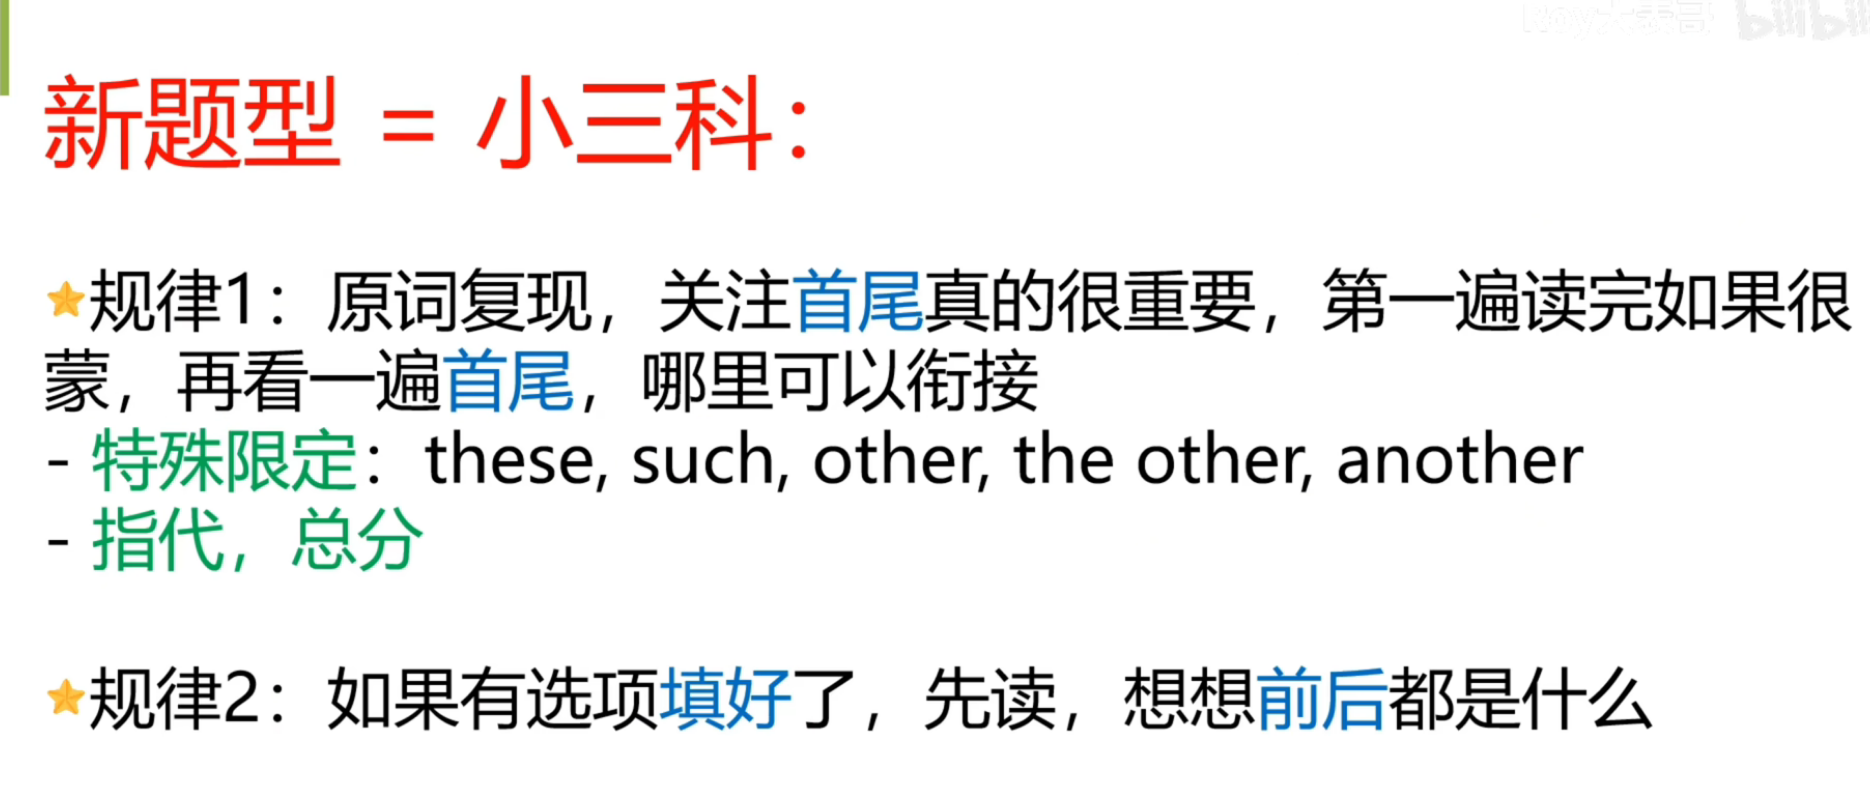 新题型 = 小三科：
规律1：原词复现，关注首尾真的很重要，第一遍读完如果很
蒙，再看一遍首尾，哪里可以衔接
- 特殊限定：these, such, other, the other, another
- 指代，总分
规律2：如果有选项填好了，先读，想想前后都是什么